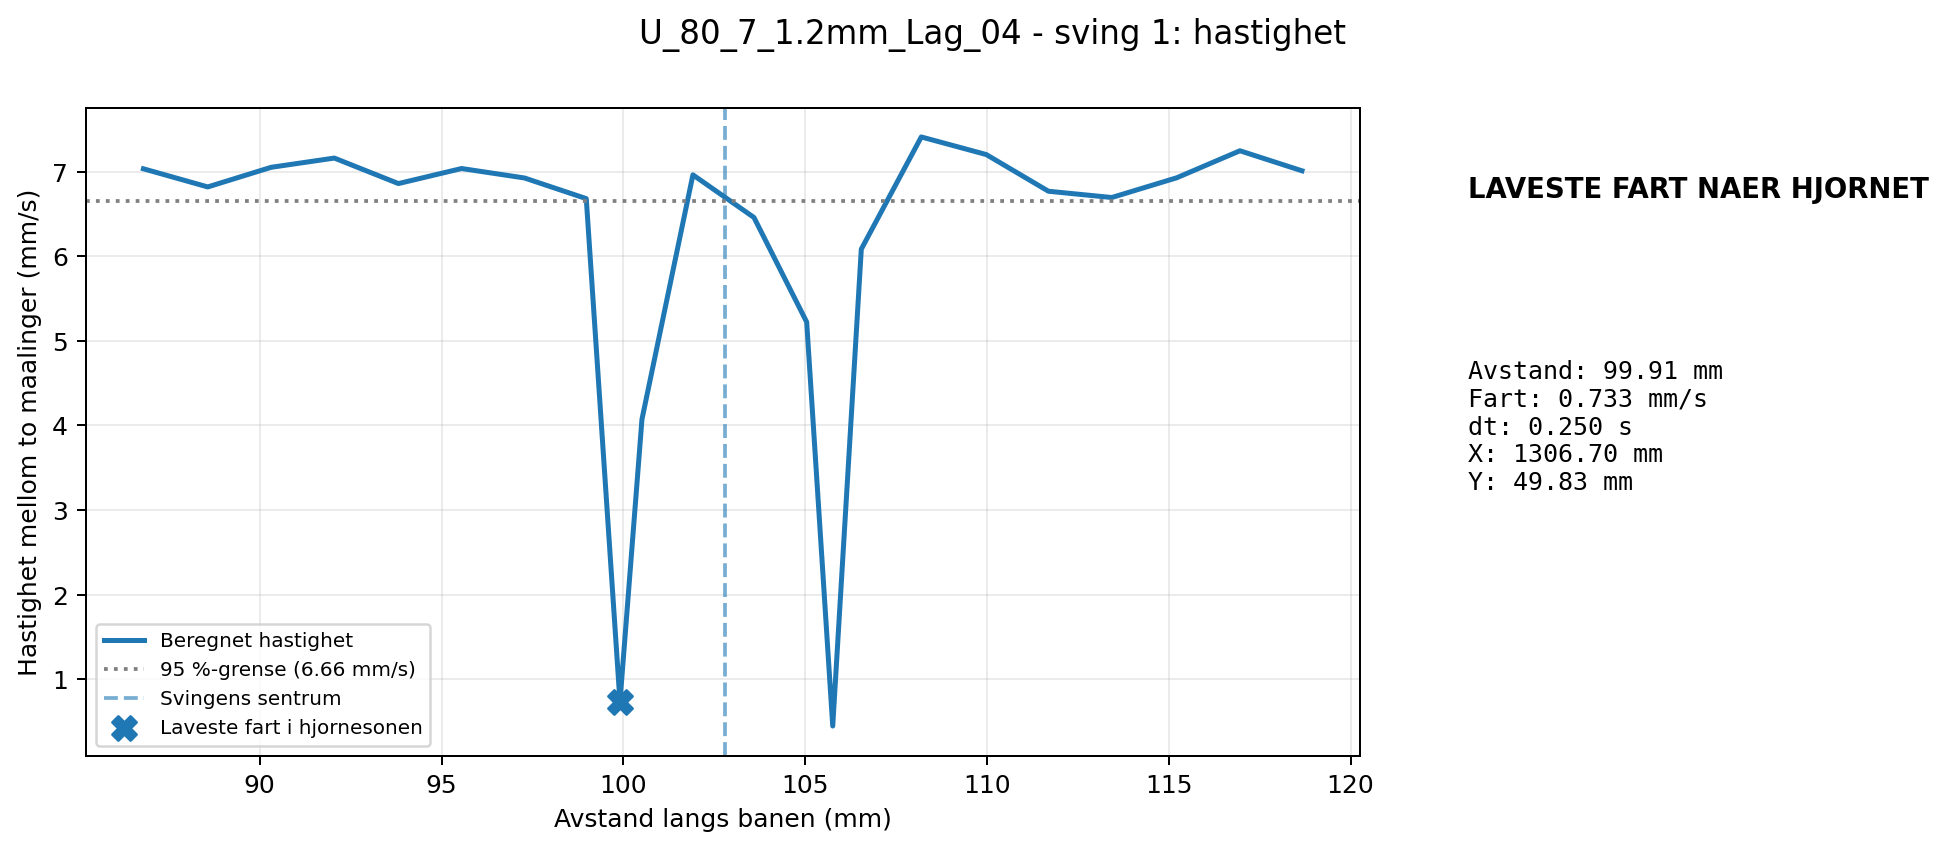 U_80_7_1.2mm_Lag_04 - sving 1: hastighet
Hastighet mellom to maalinger (mm/s)
7
6
5
4
3
2
1
Beregnet hastighet
95 %-grense (6.66 mm/s)
Svingens sentrum
Laveste fart i hjornesonen
90 95 100 105 110 115 120
Avstand langs banen (mm)
LAVESTE FART NAER HJORNET
Avstand: 99.91 mm
Fart: 0.733 mm/s
dt: 0.250 s
X: 1306.70 mm
Y: 49.83 mm